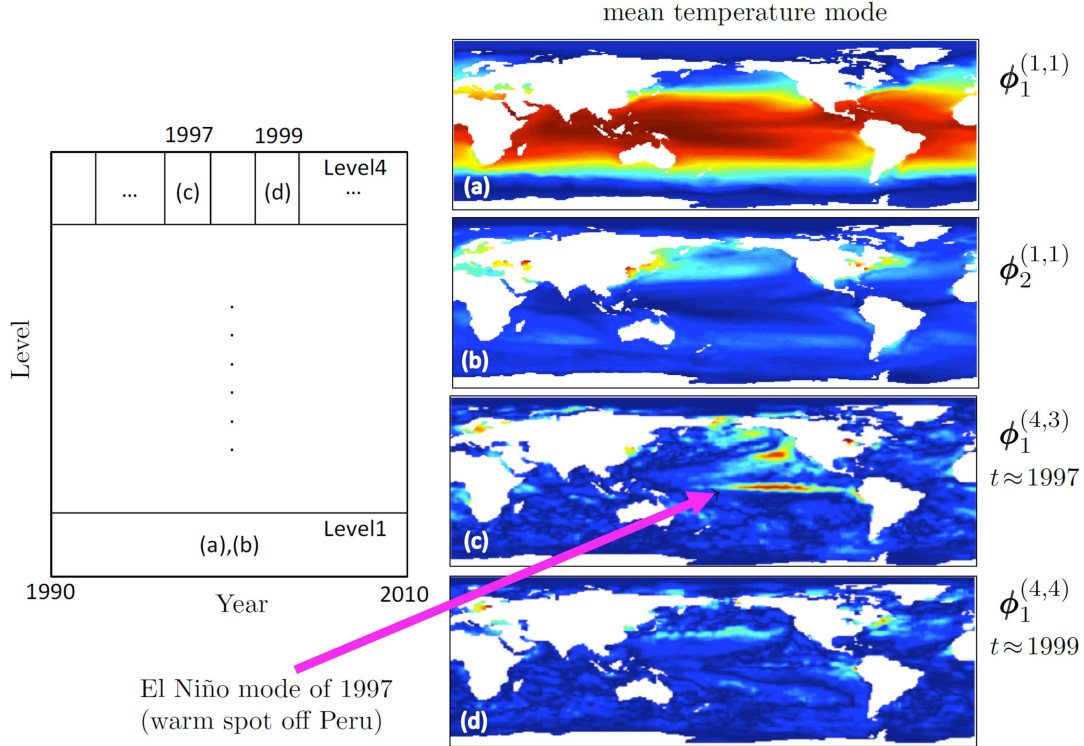 mean temperature mode
ϕ₁^(1,1)
(a)
ϕ₂^(1,1)
(b)
ϕ₁^(4,3)
t≈1997
(c)
ϕ₁^(4,4)
t≈1999
(d)
1997 1999
... (c) (d) Level4
...
Level
Level1
(a),(b)
1990 Year 2010
El Niño mode of 1997
(warm spot off Peru)